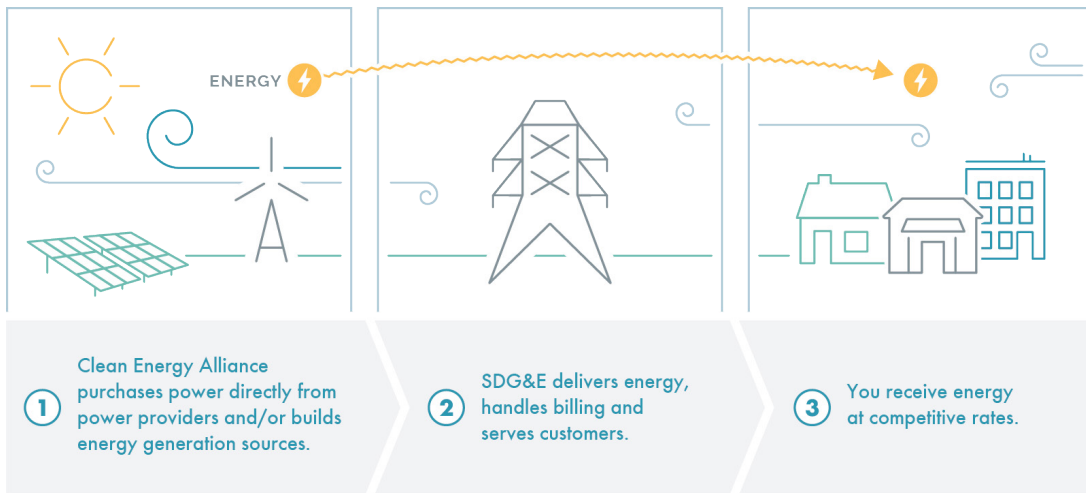 ENERGY
1
Clean Energy Alliance
purchases power directly from
power providers and/or builds
energy generation sources.
2
SDG&E delivers energy,
handles billing and
serves customers.
3
You receive energy
at competitive rates.